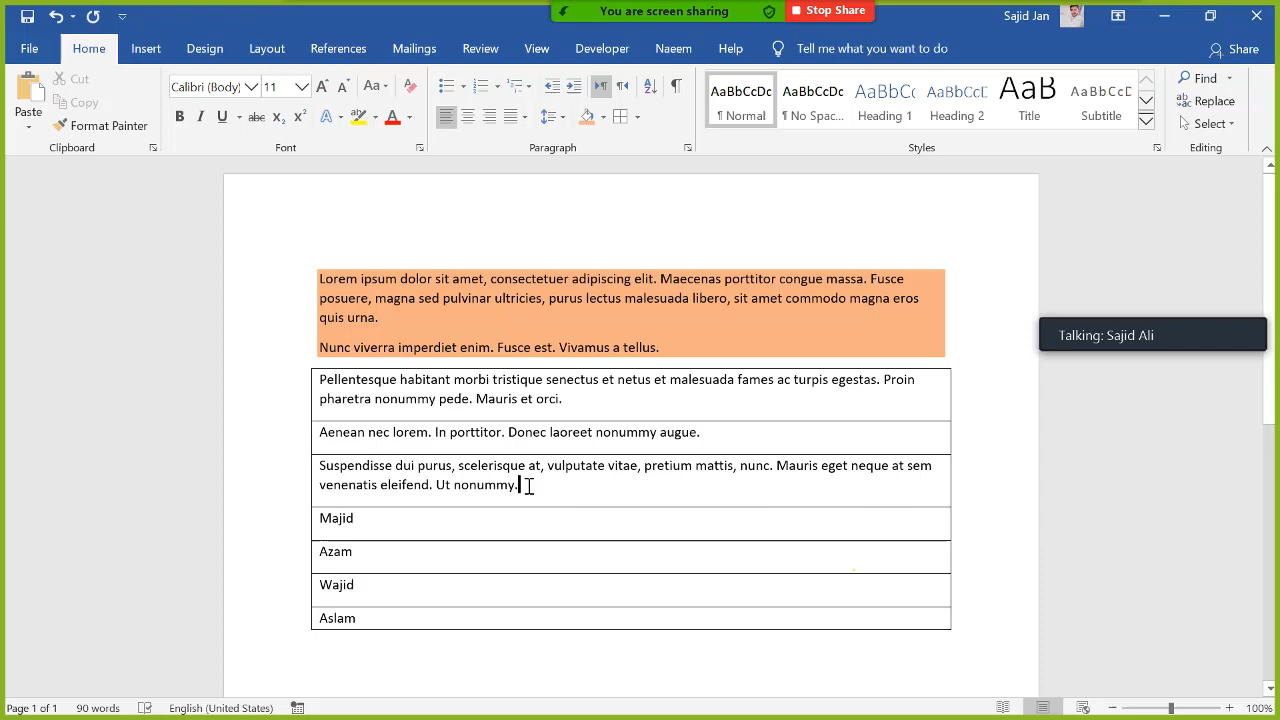 You are screen sharing
Stop Share
Sajid Jan
File Home Insert Design Layout References Mailings Review View Developer Naeem Help Tell me what you want to do Share
Paste
Cut
Copy
Format Painter
Clipboard
Calibri (Body) 11
B I U abc X₂ X²
Font
Paragraph
AaBbCcDc AaBbCcDc AaBbCc AaBbCc AaB AaBbCcD
¶ Normal ¶ No Spac... Heading 1 Heading 2 Title Subtitle
Styles
Find
Replace
Select
Editing
Lorem ipsum dolor sit amet, consectetuer adipiscing elit. Maecenas porttitor congue massa. Fusce
posuere, magna sed pulvinar ultricies, purus lectus malesuada libero, sit amet commodo magna eros
quis urna.
Nunc viverra imperdiet enim. Fusce est. Vivamus a tellus.
Talking: Sajid Ali
Pellentesque habitant morbi tristique senectus et netus et malesuada fames ac turpis egestas. Proin
pharetra nonummy pede. Mauris et orci.
Aenean nec lorem. In porttitor. Donec laoreet nonummy augue.
Suspendisse dui purus, scelerisque at, vulputate vitae, pretium mattis, nunc. Mauris eget neque at sem
venenatis eleifend. Ut nonummy.
Majid
Azam
Wajid
Aslam
Page 1 of 1 90 words English (United States) 100%